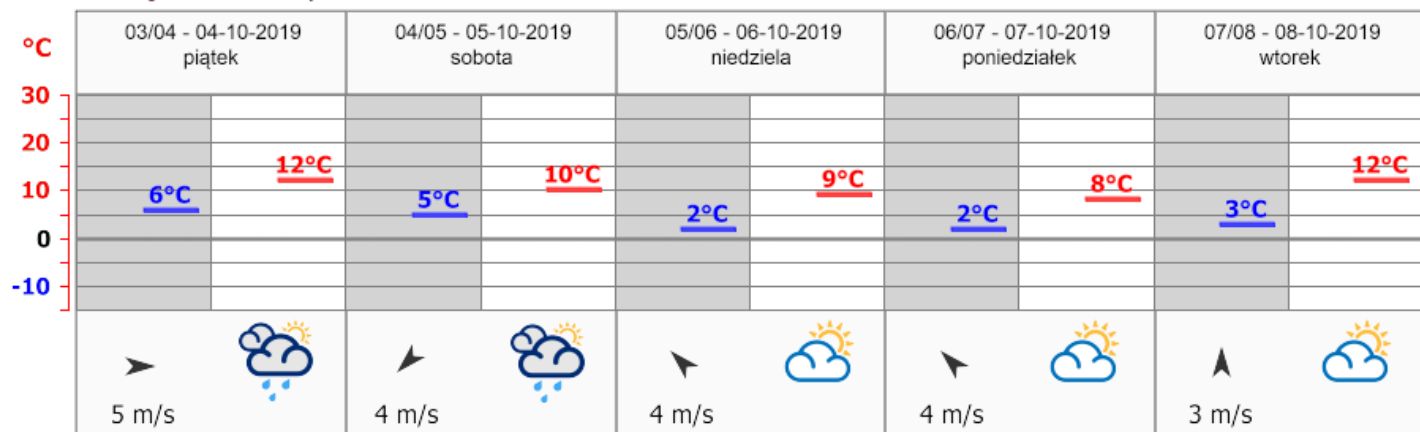 °C
03/04 - 04-10-2019
piątek
04/05 - 05-10-2019
sobota
05/06 - 06-10-2019
niedziela
06/07 - 07-10-2019
poniedziałek
07/08 - 08-10-2019
wtorek
30
20
10
0
-10
6°C
12°C
5°C
10°C
2°C
9°C
2°C
8°C
3°C
12°C
5 m/s
4 m/s
4 m/s
4 m/s
3 m/s